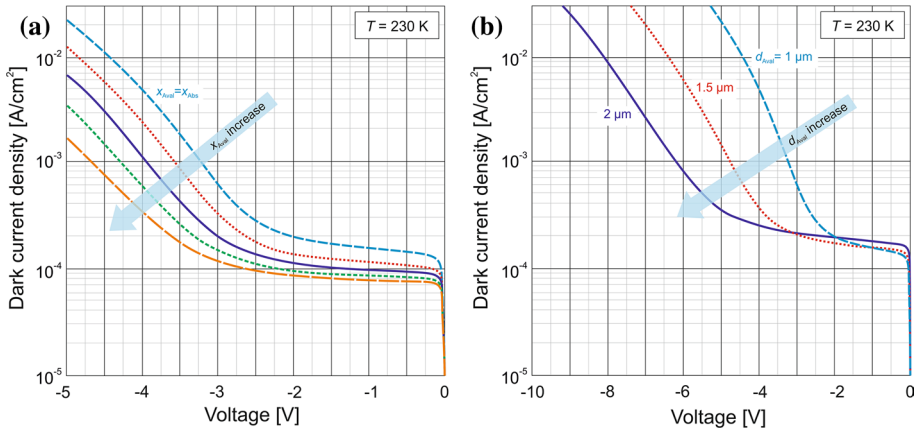 (a)
T = 230 K
Dark current density [A/cm²]
10⁻²
10⁻³
10⁻⁴
10⁻⁵
x_Aval=x_Abs
x_Aval increase
-5 -4 -3 -2 -1 0
Voltage [V]
(b)
T = 230 K
Dark current density [A/cm²]
10⁻²
10⁻³
10⁻⁴
10⁻⁵
d_Aval= 1 µm
1.5 µm
2 µm
d_Aval increase
-10 -8 -6 -4 -2 0
Voltage [V]